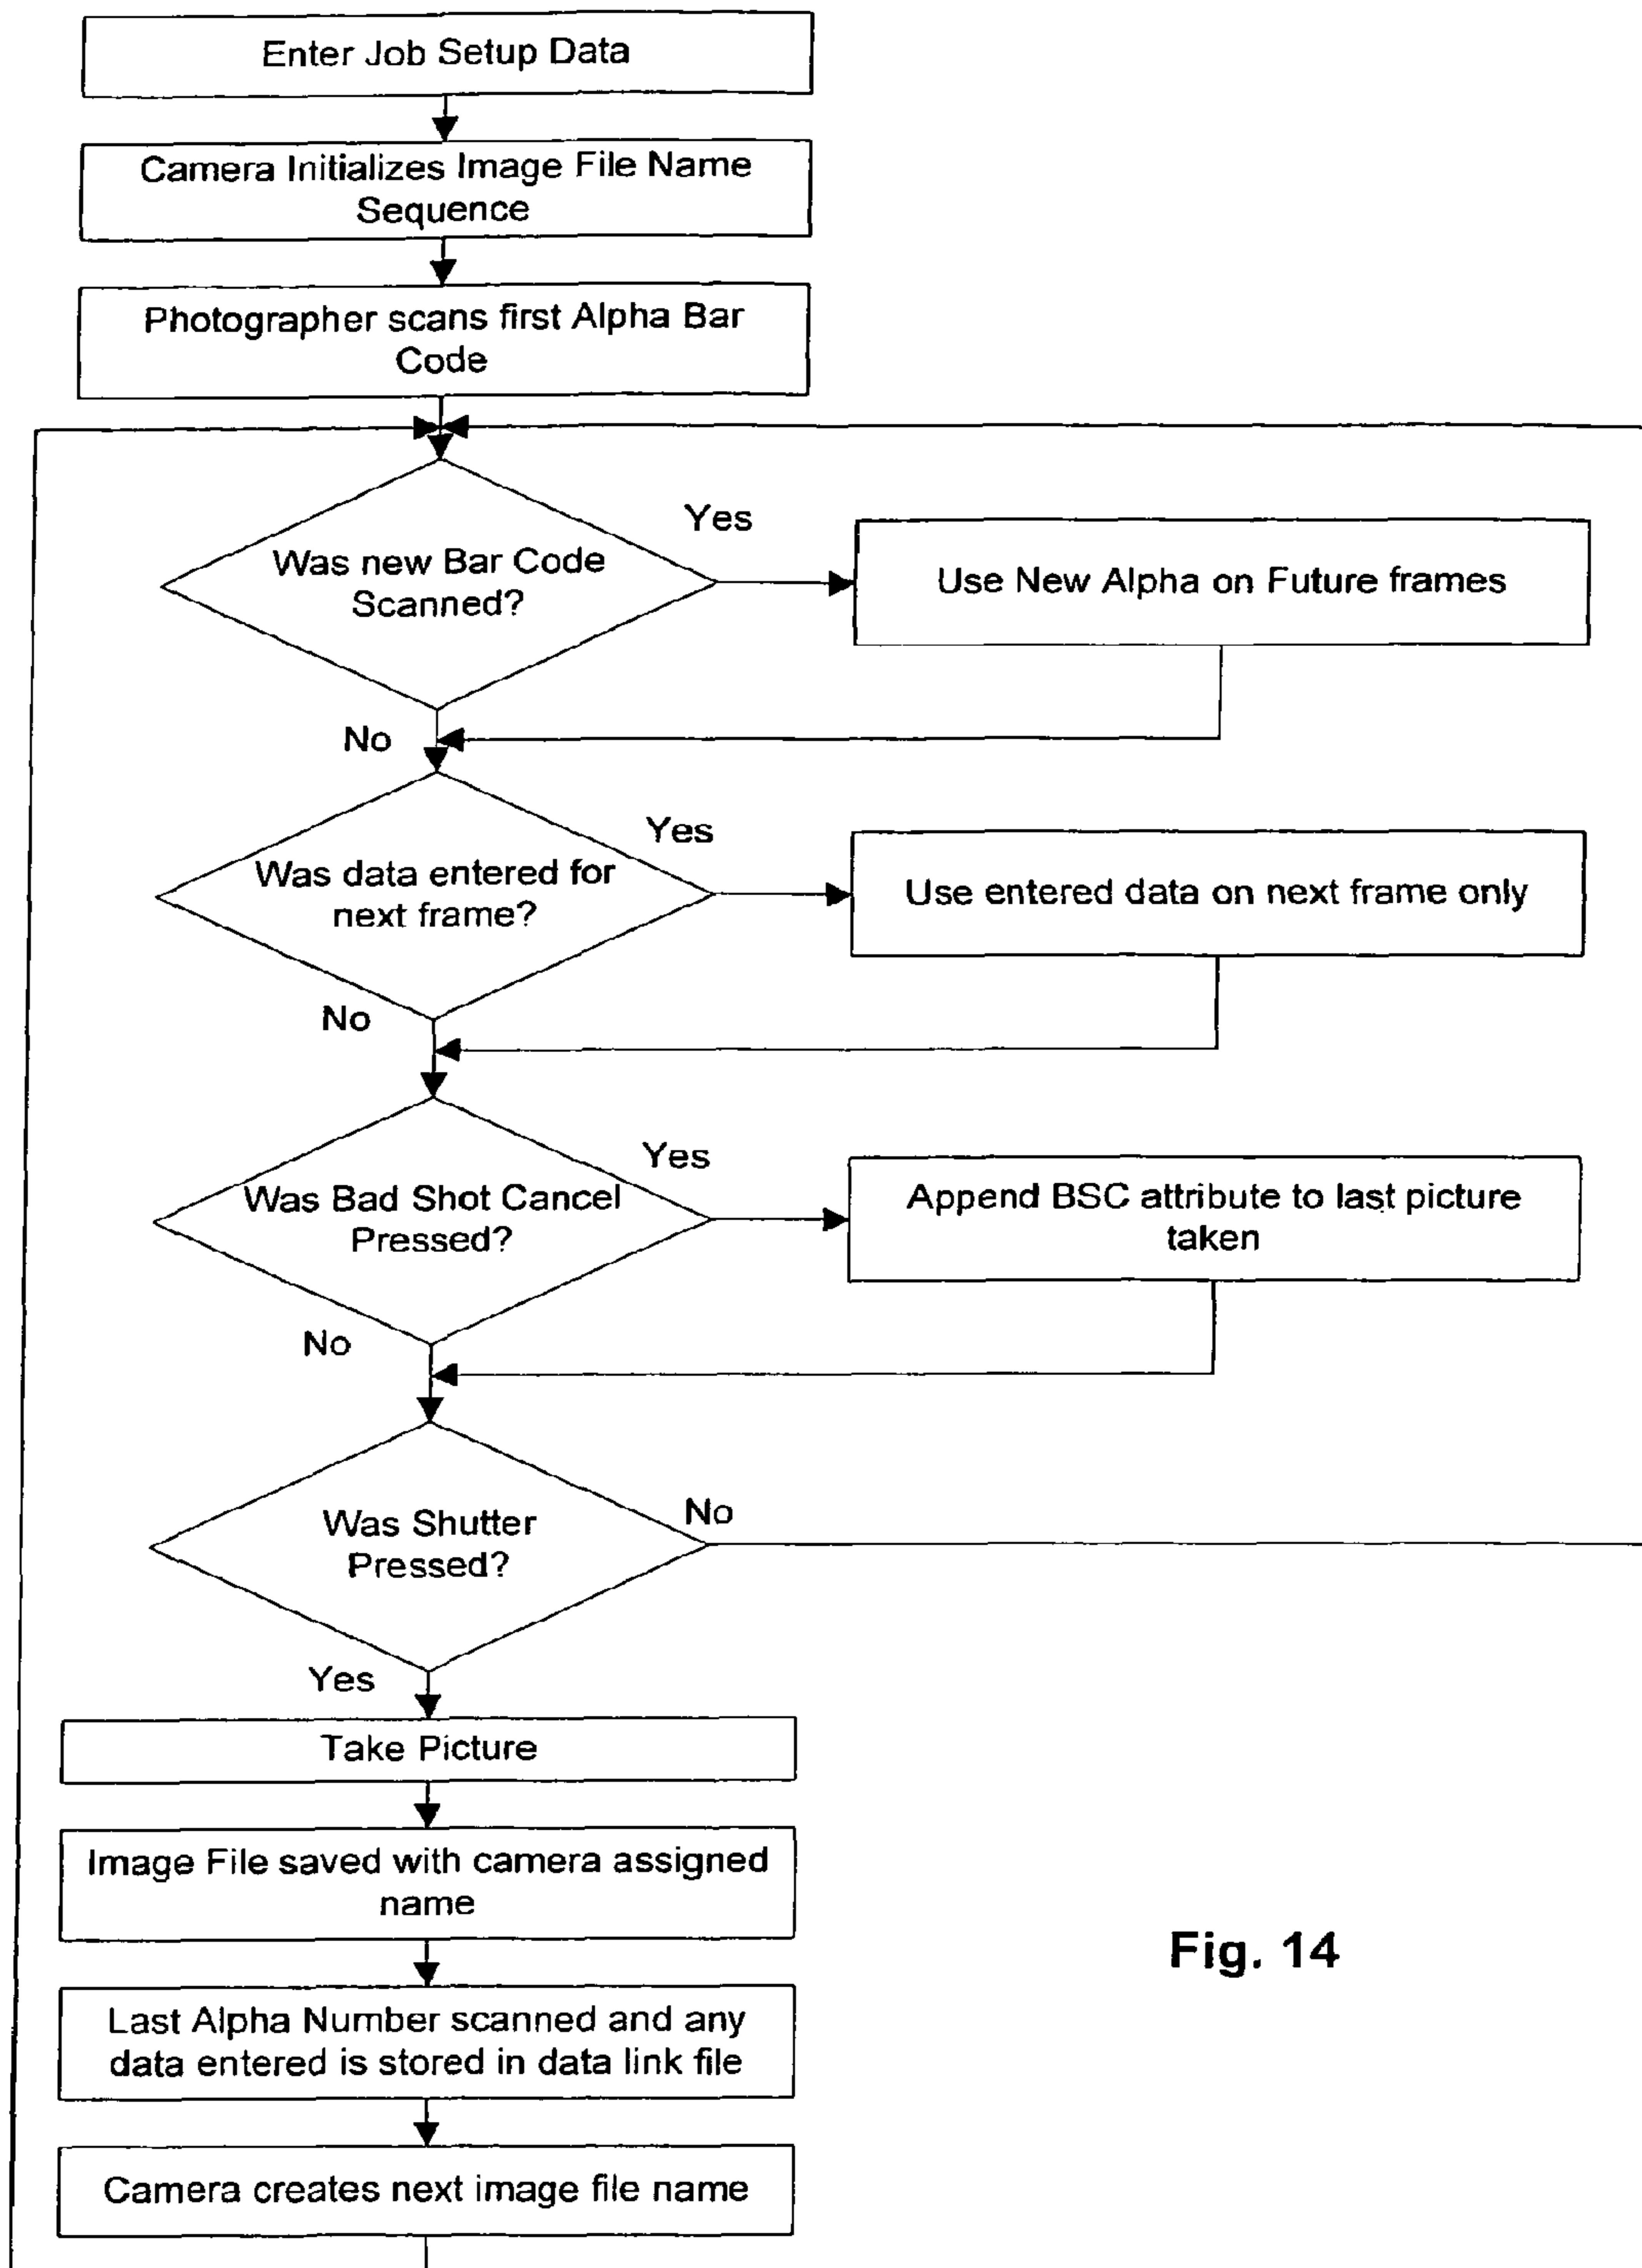 Enter Job Setup Data
Camera Initializes Image File Name
Sequence
Photographer scans first Alpha Bar
Code
Was new Bar Code
Scanned?
Yes
Use New Alpha on Future frames
No
Was data entered for
next frame?
Yes
Use entered data on next frame only
No
Was Bad Shot Cancel
Pressed?
Yes
Append BSC attribute to last picture
taken
No
Was Shutter
Pressed?
No
Yes
Take Picture
Image File saved with camera assigned
name
Last Alpha Number scanned and any
data entered is stored in data link file
Camera creates next image file name
Fig. 14